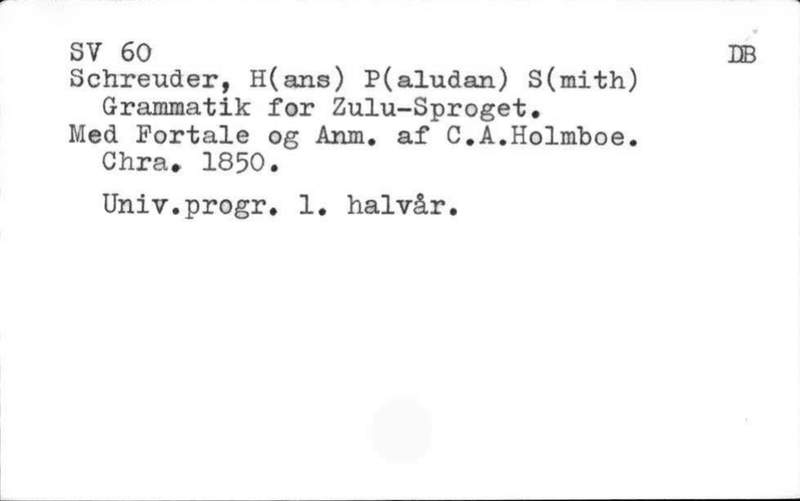 SV 60 DB
Schreuder, H(ans) P(aludan) S(mith)
Grammatik for Zulu-Sproget.
Med Fortale og Anm. af C.A.Holmboe.
Chra. 1850.
Univ.progr. 1. halvår.